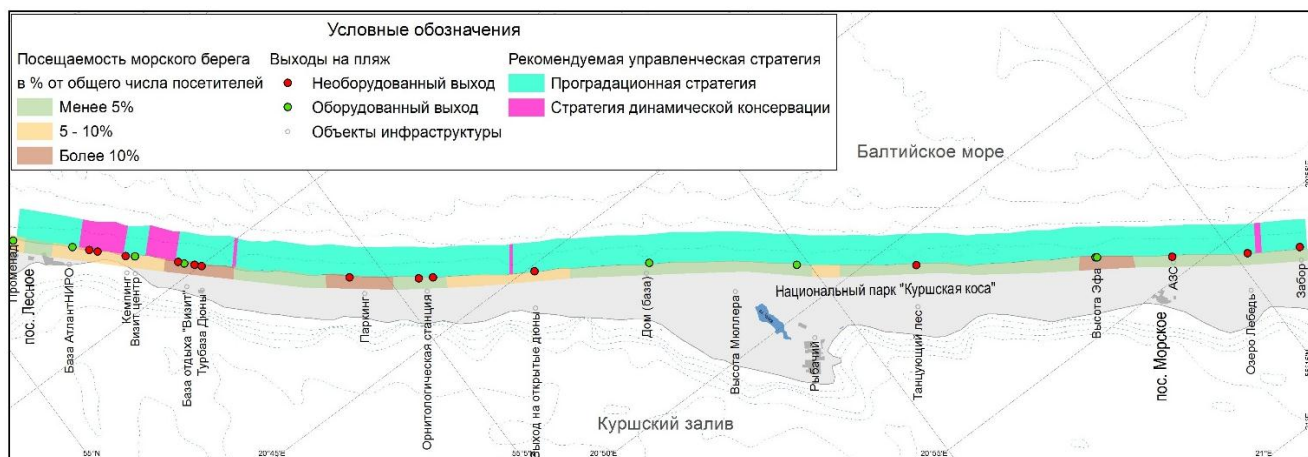 Условные обозначения
Посещаемость морского берега
в % от общего числа посетителей
Менее 5%
5 - 10%
Более 10%
Выходы на пляж
Необорудованный выход
Оборудованный выход
Объекты инфраструктуры
Рекомендуемая управленческая стратегия
Проградационная стратегия
Стратегия динамической консервации
Балтийское море
Променад
пос. Лесное
База АтлантНИРО
Кемпинг
Визит центр
База отдыха "Визит"
Турбаза Дюны
Паркинг
Орнитологическая станция
Выход на открытые дюны
Дом (база)
Высота Мюллера
Национальный парк "Куршская коса"
Рыбачий
Танцующий лес
Высота Эфа
пос. Морское
АЗС
Озеро Лебедь
Забор
Куршский залив
55°N
20°45'E
55°5'N
20°50'E
20°55'E
21°E